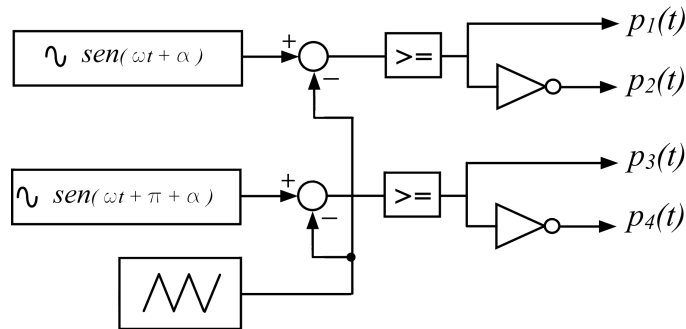 sen(ωt + α)
+
−
>=
p1(t)
p2(t)
sen(ωt + π + α)
+
−
>=
p3(t)
p4(t)